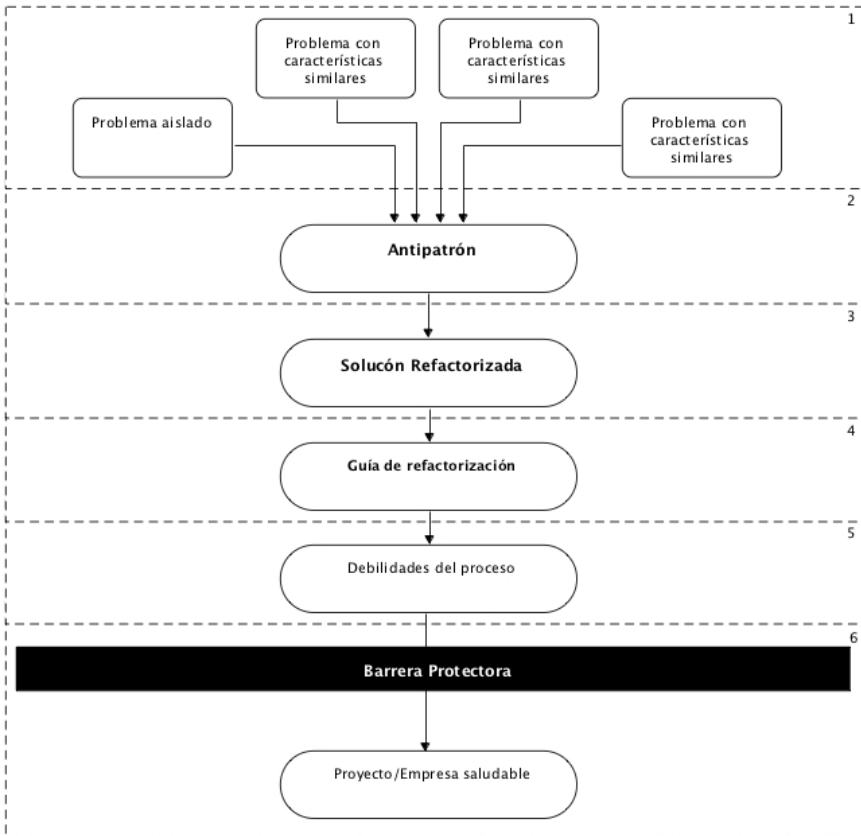 1
Problema con
características
similares
Problema con
características
similares
Problema aislado
Problema con
características
similares
2
Antipatrón
3
Solucón Refactorizada
4
Guía de refactorización
5
Debilidades del proceso
6
Barrera Protectora
Proyecto/Empresa saludable